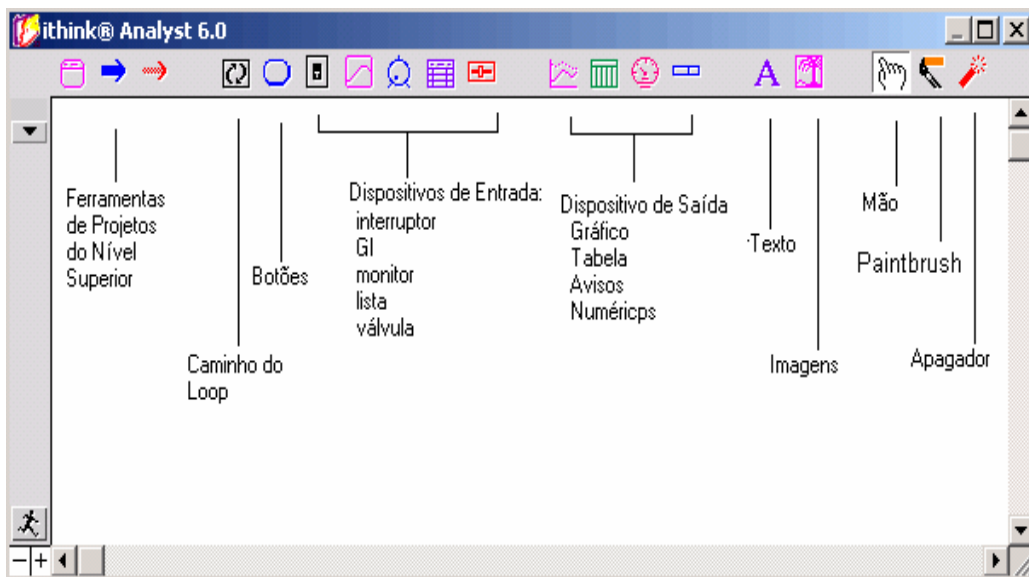 ithink® Analyst 6.0
A
Ferramentas
de Projetos
do Nível
Superior
Caminho do
Loop
Botões
Dispositivos de Entrada:
interruptor
GI
monitor
lista
válvula
Dispositivo de Saída
Gráfico
Tabela
Avisos
Numéricps
Texto
Imagens
Mão
Paintbrush
Apagador